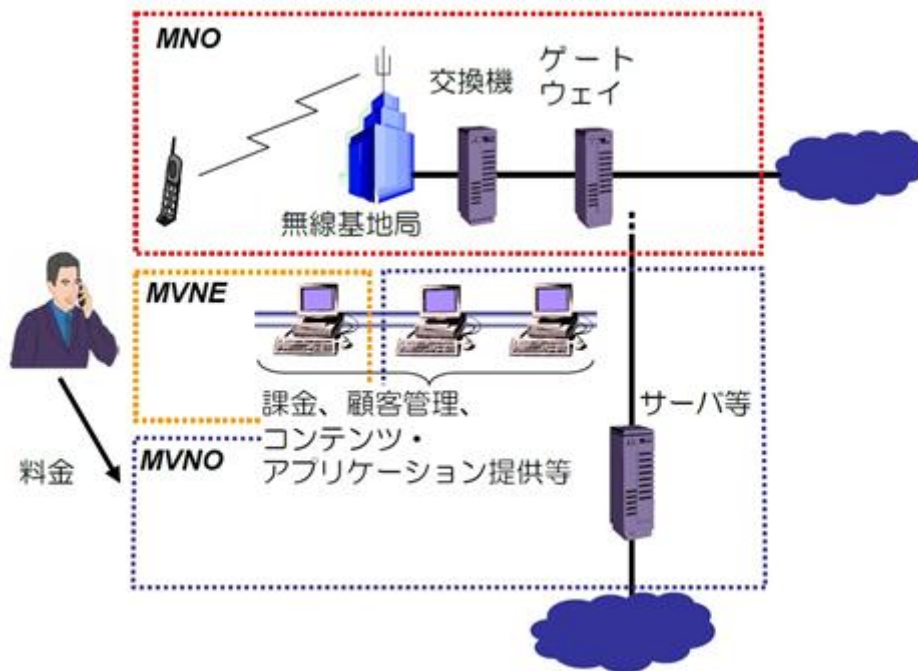 MNO
交換機
ゲート
ウェイ
無線基地局
MVNE
課金、顧客管理、
コンテンツ・
アプリケーション提供等
サーバ等
MVNO
料金